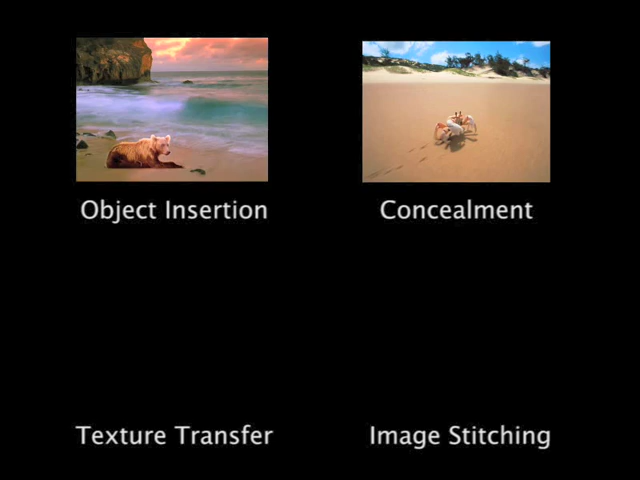 Object Insertion
Concealment
Texture Transfer
Image Stitching